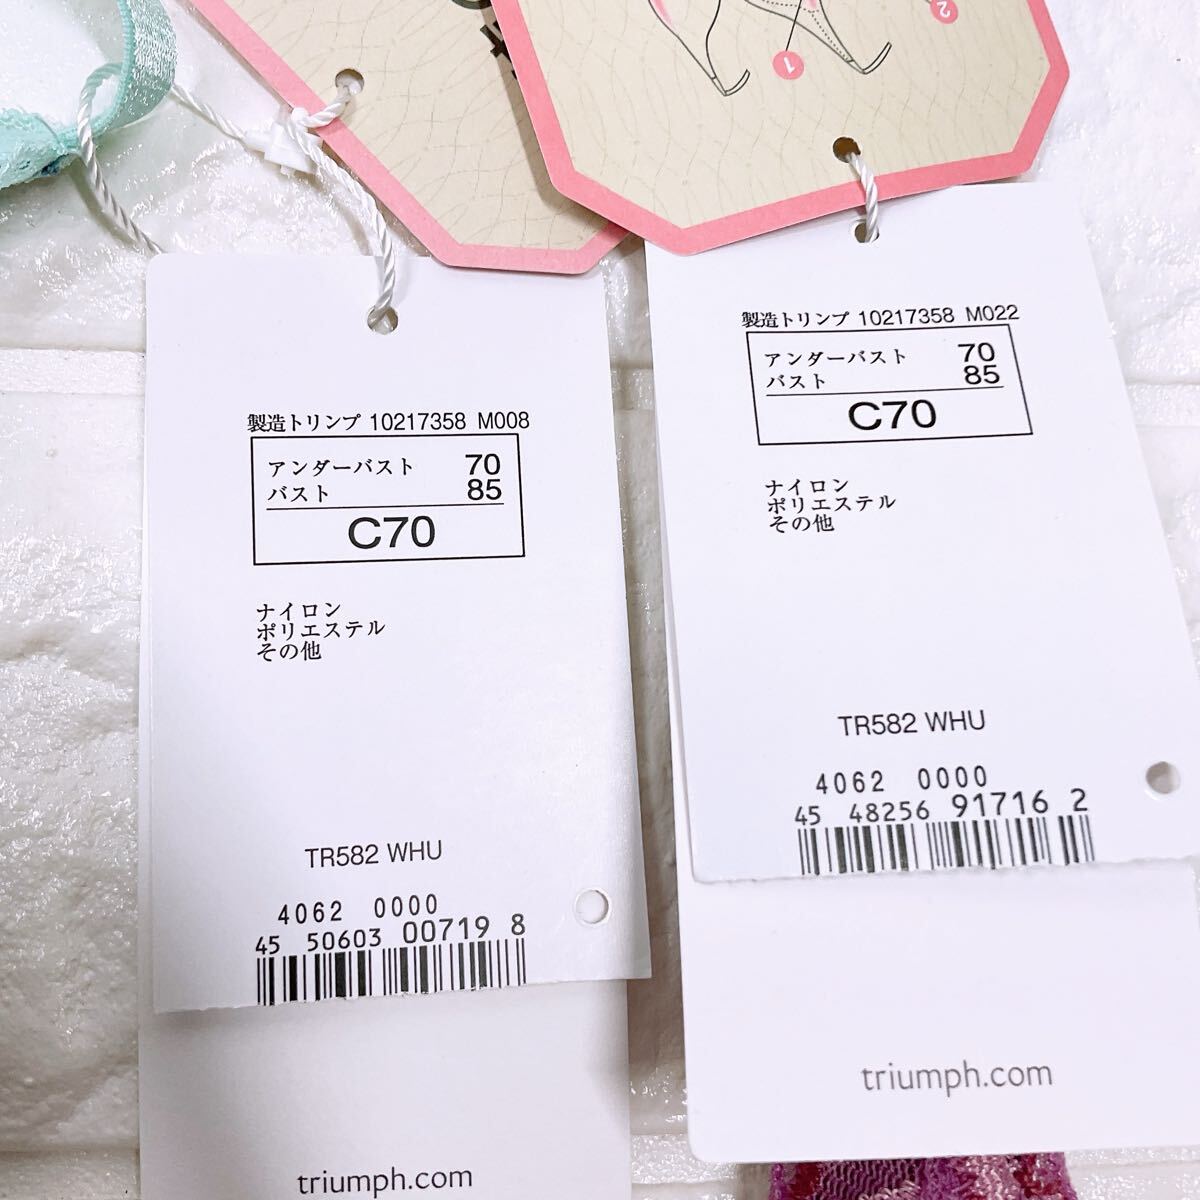 製造トリンプ 10217358 M008
アンダーバスト 70
バスト 85
C70
ナイロン
ポリエステル
その他
TR582 WHU
4062 0000
45 50603 00719 8
triumph.com
1
2
製造トリンプ 10217358 M022
アンダーバスト 70
バスト 85
C70
ナイロン
ポリエステル
その他
TR582 WHU
4062 0000
45 48256 91716 2
triumph.com